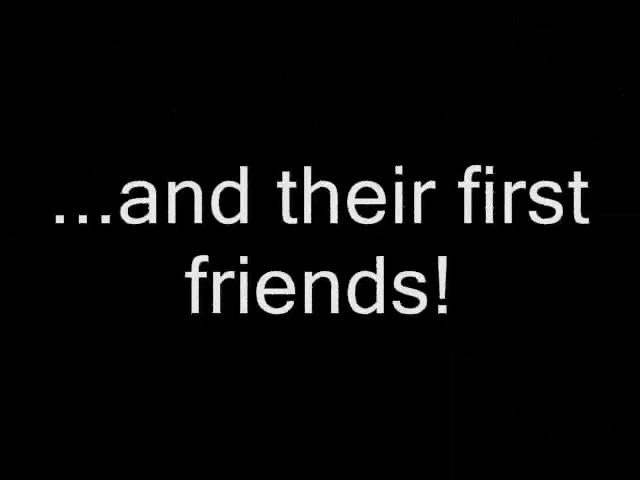 ...and their first
friends!